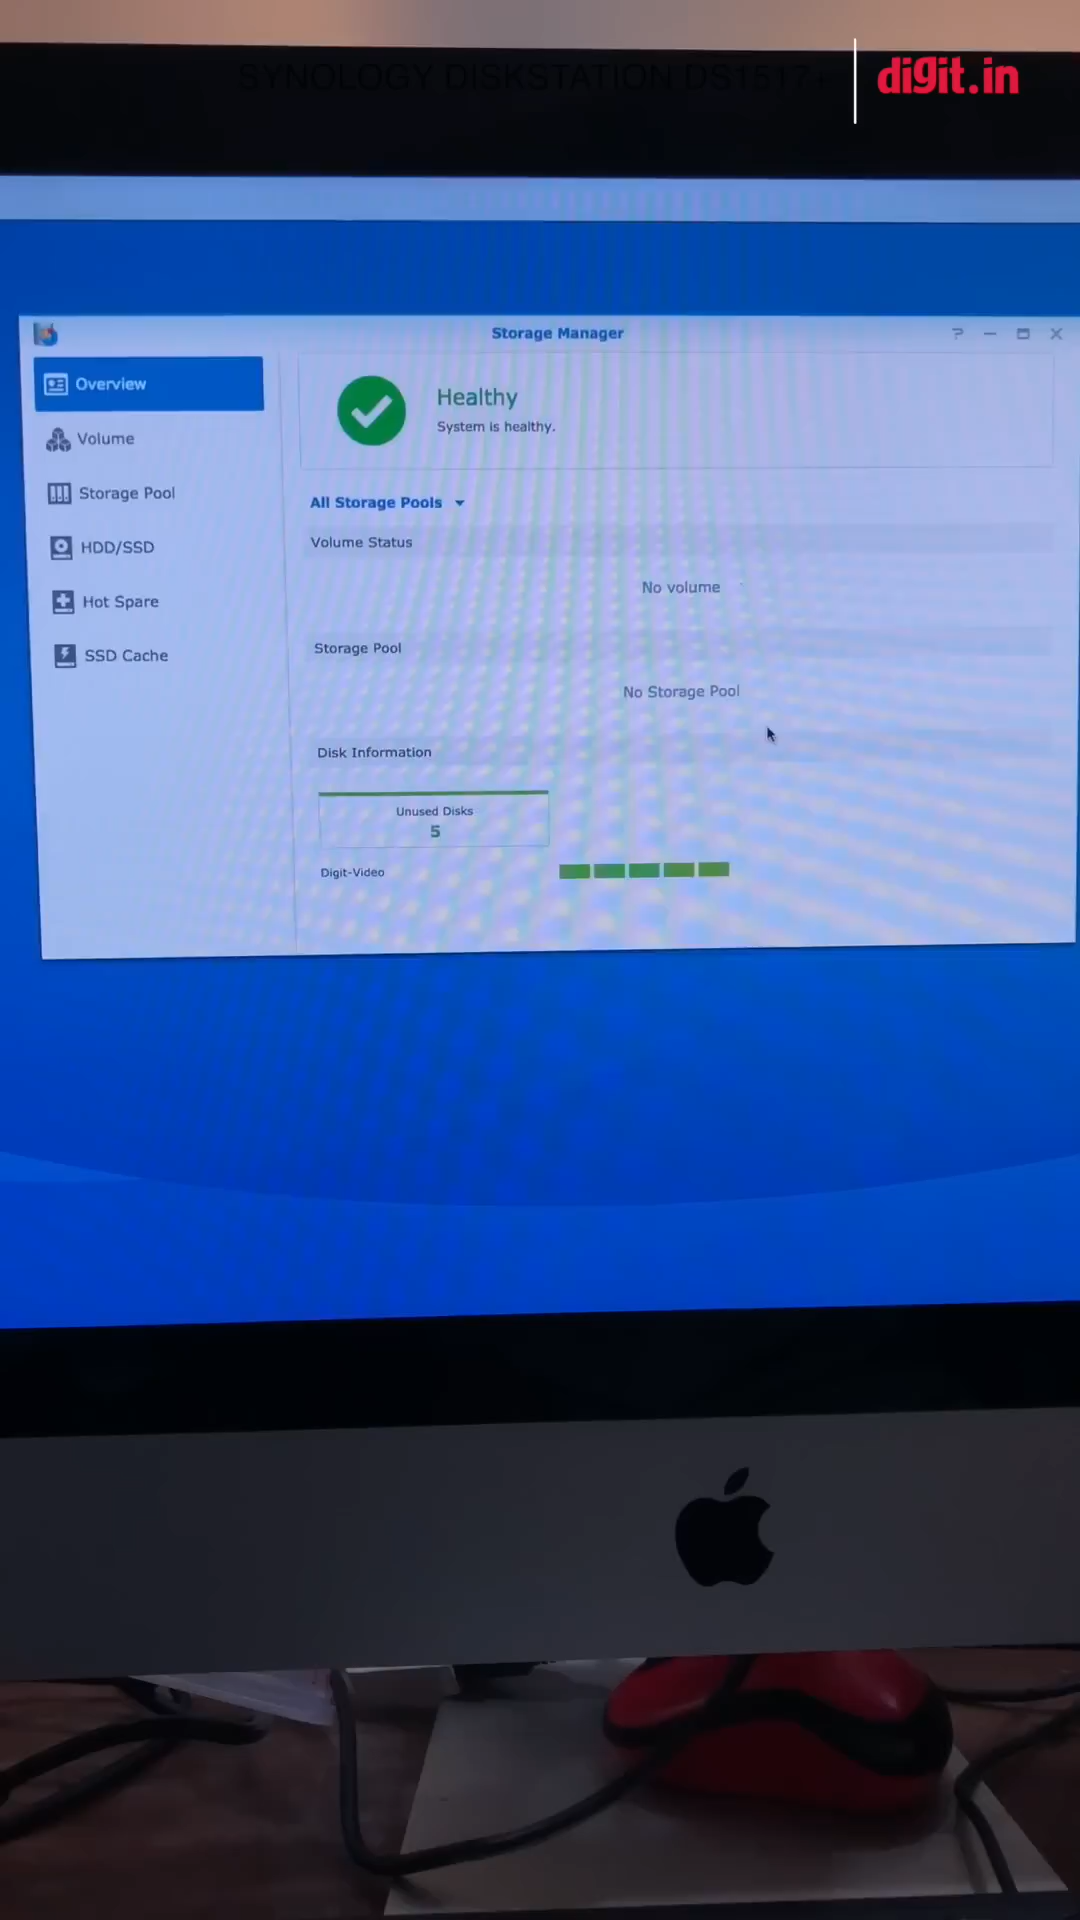 SYNOLOGY DISKSTATION DS1517+
digit.in
Storage Manager
?
Overview
Volume
Storage Pool
HDD/SSD
Hot Spare
SSD Cache
Healthy
System is healthy.
All Storage Pools
Volume Status
No volume
Storage Pool
No Storage Pool
Disk Information
Unused Disks
5
Digit-Video